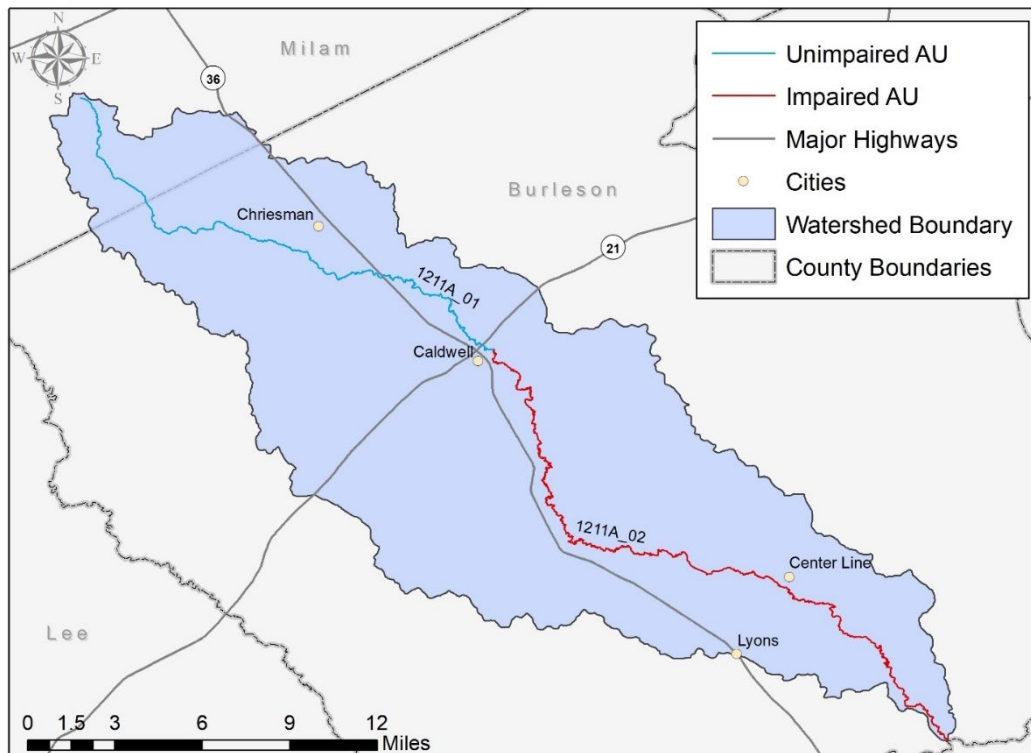 N
W
E
S
Milam
36
Unimpaired AU
Impaired AU
Major Highways
Cities
Watershed Boundary
County Boundaries
Burleson
Chriesman
21
1211A_01
Caldwell
1211A_02
Center Line
Lee
Lyons
0 1.5 3 6 9 12
Miles